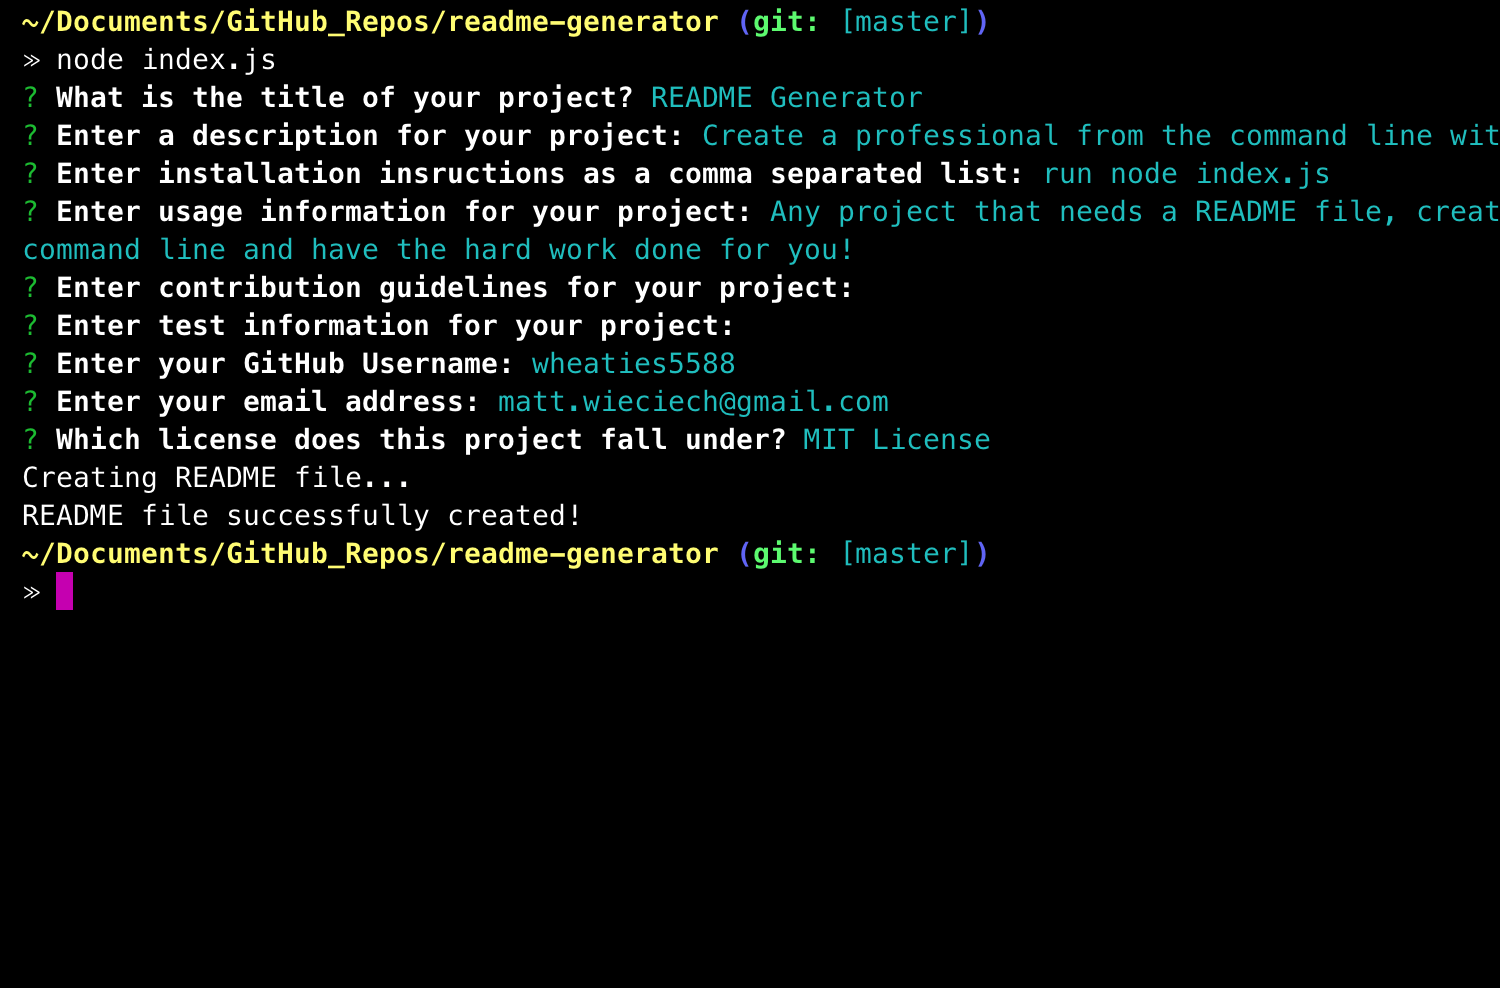 ~/Documents/GitHub_Repos/readme-generator (git: [master])
» node index.js
? What is the title of your project? README Generator
? Enter a description for your project: Create a professional from the command line wit
? Enter installation insructions as a comma separated list: run node index.js
? Enter usage information for your project: Any project that needs a README file, creat
command line and have the hard work done for you!
? Enter contribution guidelines for your project:
? Enter test information for your project:
? Enter your GitHub Username: wheaties5588
? Enter your email address: matt.wieciech@gmail.com
? Which license does this project fall under? MIT License
Creating README file...
README file successfully created!
~/Documents/GitHub_Repos/readme-generator (git: [master])
»